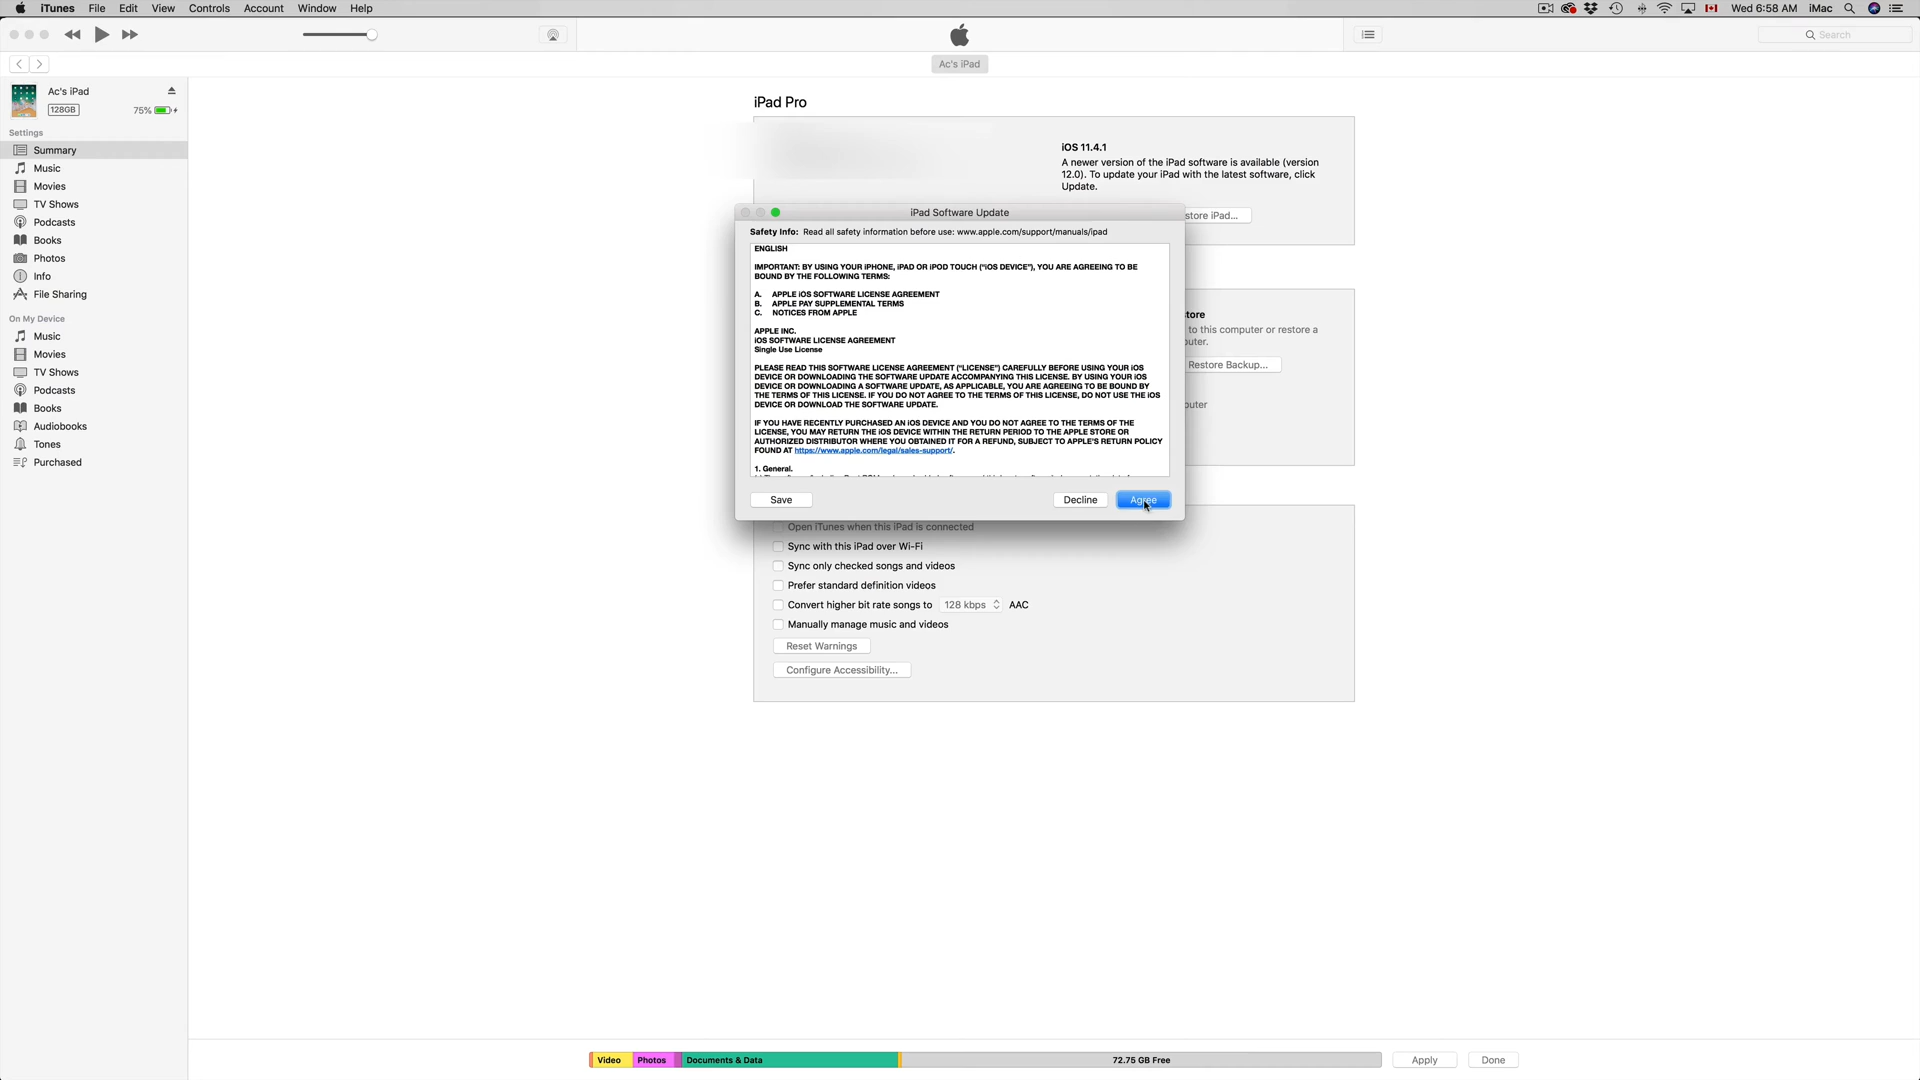 iTunes File Edit View Controls Account Window Help
Wed 6:58 AM iMac
Search
Ac's iPad
Ac's iPad
128GB
75%
Settings
Summary
Music
Movies
TV Shows
Podcasts
Books
Photos
Info
File Sharing
On My Device
Music
Movies
TV Shows
Podcasts
Books
Audiobooks
Tones
Purchased
iPad Pro
iOS 11.4.1
A newer version of the iPad software is available (version
12.0). To update your iPad with the latest software, click
Update.
store iPad...
iPad Software Update
Safety Info: Read all safety information before use: www.apple.com/support/manuals/ipad
ENGLISH
IMPORTANT: BY USING YOUR iPHONE, iPAD OR iPOD TOUCH (“iOS DEVICE”), YOU ARE AGREEING TO BE
BOUND BY THE FOLLOWING TERMS:
A. APPLE iOS SOFTWARE LICENSE AGREEMENT
B. APPLE PAY SUPPLEMENTAL TERMS
C. NOTICES FROM APPLE
APPLE INC.
iOS SOFTWARE LICENSE AGREEMENT
Single Use License
PLEASE READ THIS SOFTWARE LICENSE AGREEMENT (“LICENSE”) CAREFULLY BEFORE USING YOUR iOS
DEVICE OR DOWNLOADING THE SOFTWARE UPDATE ACCOMPANYING THIS LICENSE. BY USING YOUR iOS
DEVICE OR DOWNLOADING A SOFTWARE UPDATE, AS APPLICABLE, YOU ARE AGREEING TO BE BOUND BY
THE TERMS OF THIS LICENSE. IF YOU DO NOT AGREE TO THE TERMS OF THIS LICENSE, DO NOT USE THE iOS
DEVICE OR DOWNLOAD THE SOFTWARE UPDATE.
IF YOU HAVE RECENTLY PURCHASED AN iOS DEVICE AND YOU DO NOT AGREE TO THE TERMS OF THE
LICENSE, YOU MAY RETURN THE iOS DEVICE WITHIN THE RETURN PERIOD TO THE APPLE STORE OR
AUTHORIZED DISTRIBUTOR WHERE YOU OBTAINED IT FOR A REFUND, SUBJECT TO APPLE’S RETURN POLICY
FOUND AT https://www.apple.com/legal/sales-support/.
1. General.
Save Decline Agree
store
to this computer or restore a
uter.
Restore Backup...
puter
Open iTunes when this iPad is connected
Sync with this iPad over Wi-Fi
Sync only checked songs and videos
Prefer standard definition videos
Convert higher bit rate songs to 128 kbps AAC
Manually manage music and videos
Reset Warnings
Configure Accessibility...
Video Photos Documents & Data 72.75 GB Free Apply Done